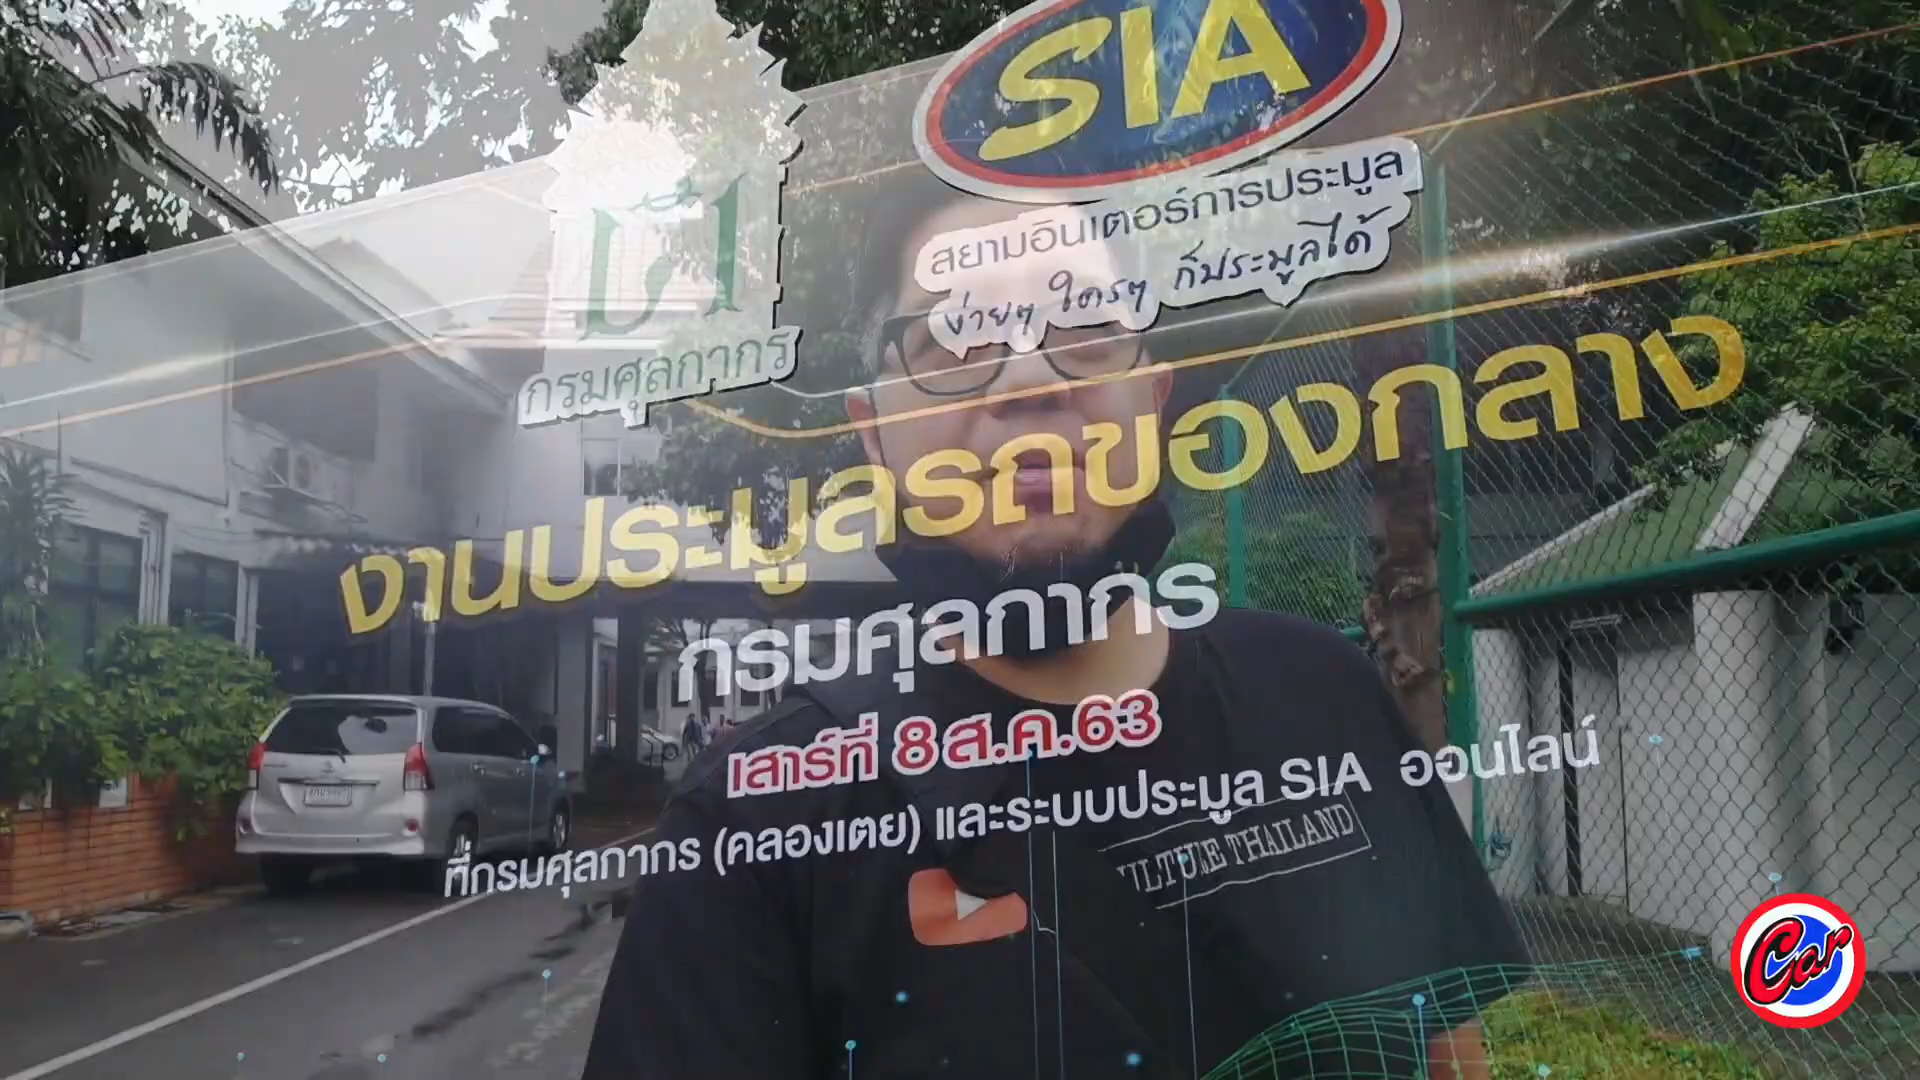 SIA
สยามอินเตอร์การประมูล
ง่ายๆ ใครๆ ก็ประมูลได้
กรมศุลกากร
งานประมูลรถของกลาง
กรมศุลกากร
เสาร์ที่ 8 ส.ค.63
ที่กรมศุลกากร (คลองเตย) และระบบประมูล SIA ออนไลน์
ULTURE THAILAND
Car